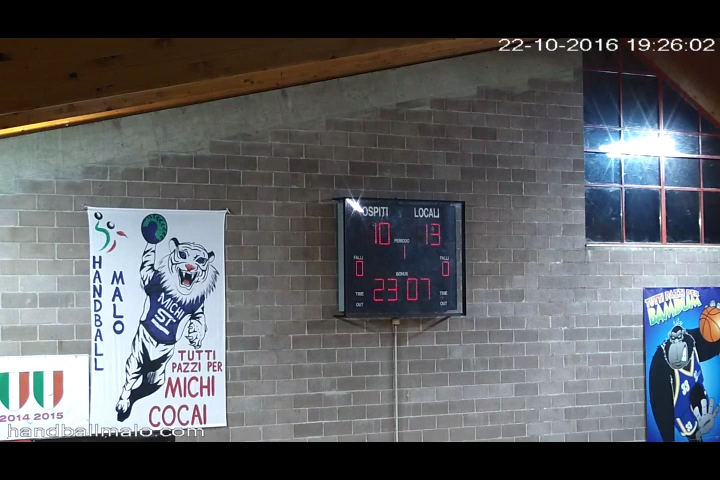 22-10-2016 19:26:02
OSPITI LOCALI
10 PERIODO 13
1
FALLI FALLI
0 BONUS 0
TIME 23 07 TIME
OUT OUT
HANDBALL
MALO
MICHI
ST
TUTTI
PAZZI PER
MICHI
COCAI
TUTTI PAZZI PER
BAMBUZZ
2014 2015
handballmalo.com